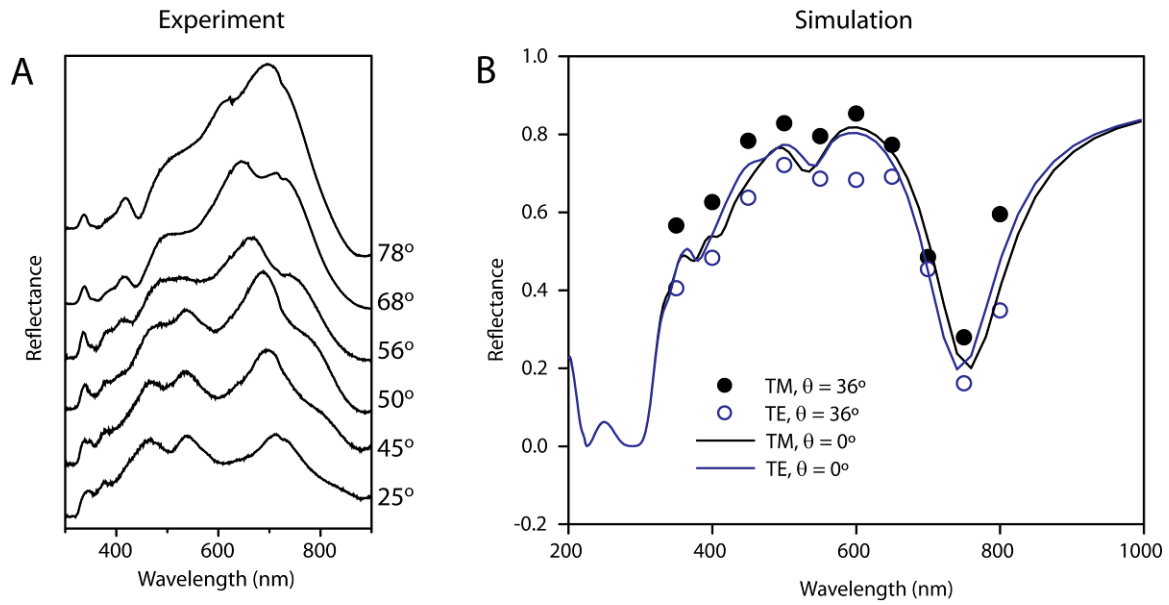 Experiment
A
Reflectance
78º
68º
56º
50º
45º
25º
400
600
800
Wavelength (nm)
Simulation
B
Reflectance
1.0
0.8
0.6
0.4
0.2
0.0
-0.2
TM, θ = 36º
TE, θ = 36º
TM, θ = 0º
TE, θ = 0º
200
400
600
800
1000
Wavelength (nm)